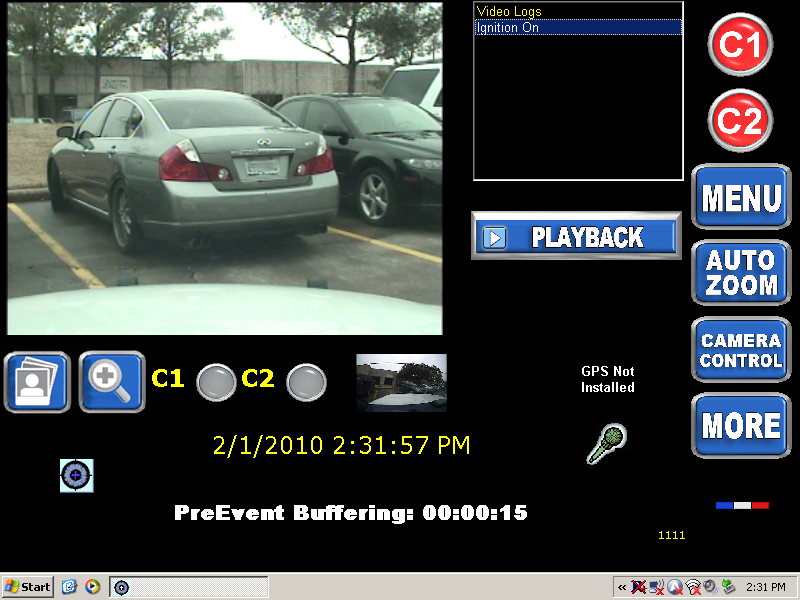 Video Logs
Ignition On
C1
C2
MENU
PLAYBACK
AUTO
ZOOM
CAMERA
CONTROL
C1
C2
GPS Not
Installed
MORE
2/1/2010 2:31:57 PM
PreEvent Buffering: 00:00:15
1111
Start
«
2:31 PM